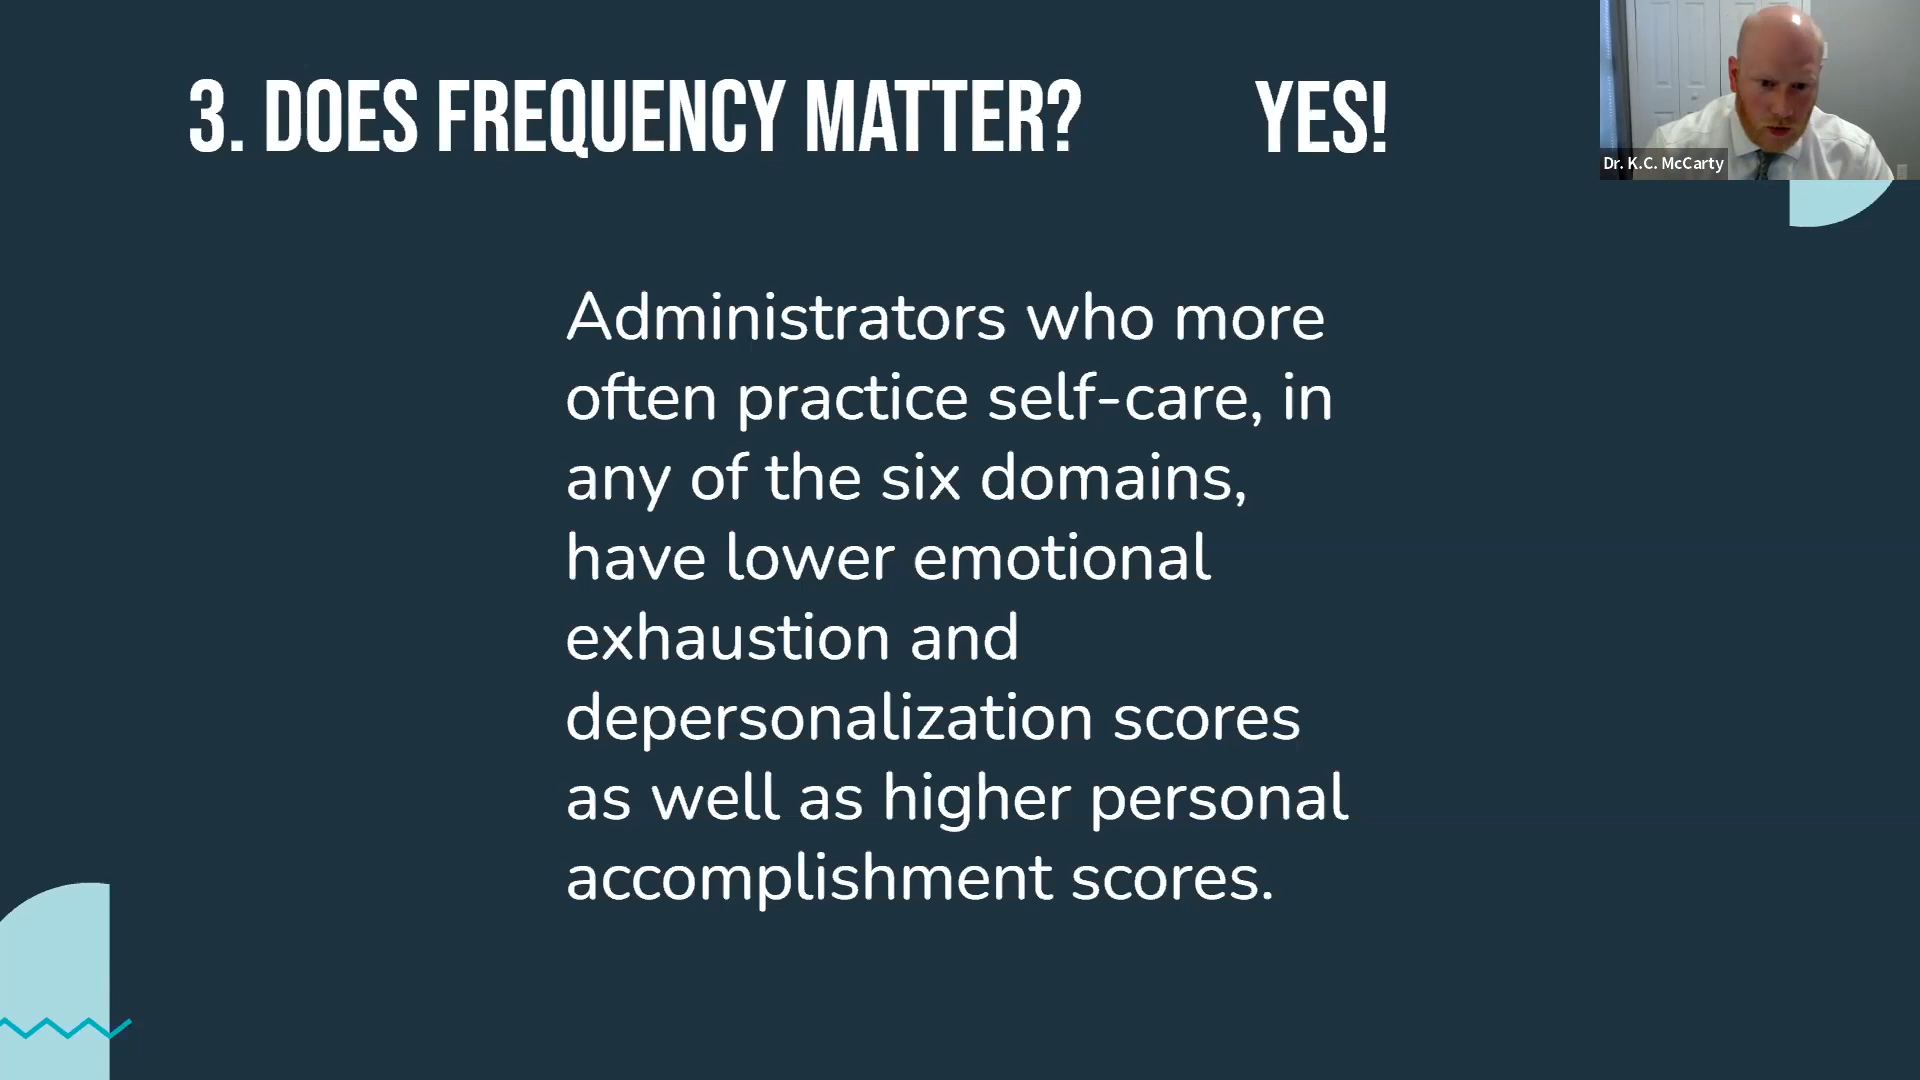 3. DOES FREQUENCY MATTER? YES!
Dr. K.C. McCarty
Administrators who more
often practice self-care, in
any of the six domains,
have lower emotional
exhaustion and
depersonalization scores
as well as higher personal
accomplishment scores.